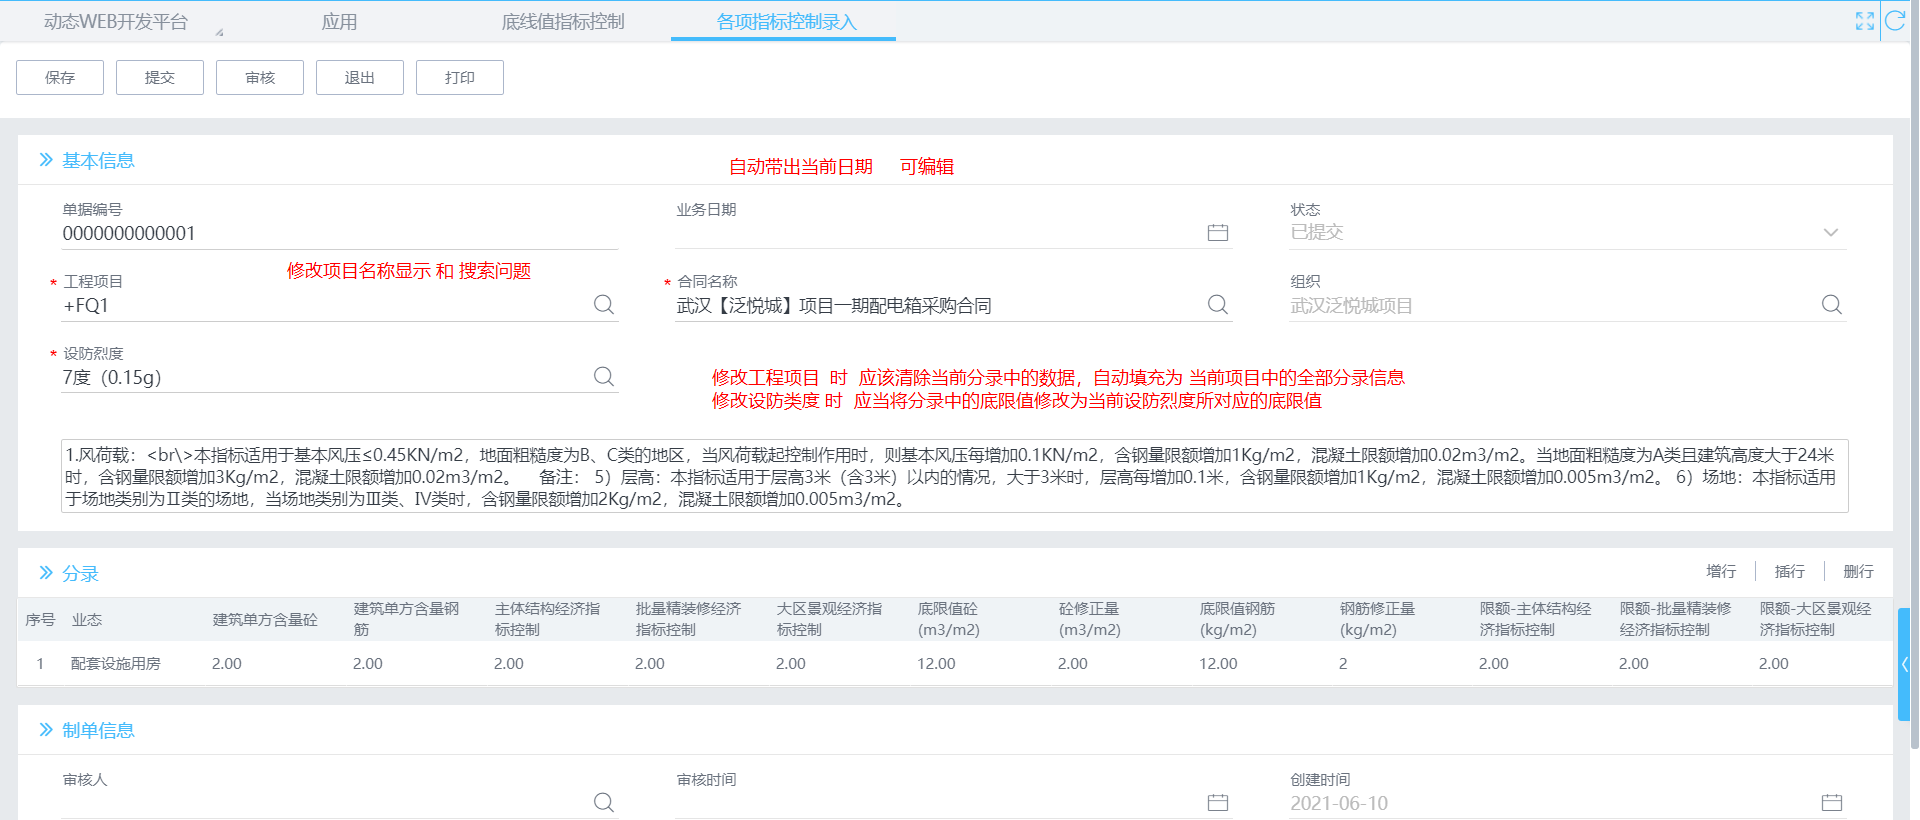 动态WEB开发平台 应用 底线值指标控制 各项指标控制录入
保存 提交 审核 退出 打印
基本信息
自动带出当前日期 可编辑
单据编号 业务日期 状态
0000000000001 已提交
修改项目名称显示 和 搜索问题
* 工程项目 * 合同名称 组织
+FQ1 武汉【泛悦城】项目一期配电箱采购合同 武汉泛悦城项目
* 设防烈度
7度（0.15g）
修改工程项目 时 应该清除当前分录中的数据，自动填充为 当前项目中的全部分录信息
修改设防类度 时 应当将分录中的底限值修改为当前设防烈度所对应的底限值
1.风荷载：<br\>本指标适用于基本风压≤0.45KN/m2，地面粗糙度为B、C类的地区，当风荷载起控制作用时，则基本风压每增加0.1KN/m2，含钢量限额增加1Kg/m2，混凝土限额增加0.02m3/m2。当地面粗糙度为A类且建筑高度大于24米
时，含钢量限额增加3Kg/m2，混凝土限额增加0.02m3/m2。 备注： 5）层高：本指标适用于层高3米（含3米）以内的情况，大于3米时，层高每增加0.1米，含钢量限额增加1Kg/m2，混凝土限额增加0.005m3/m2。 6）场地：本指标适用
于场地类别为Ⅱ类的场地，当场地类别为Ⅲ类、Ⅳ类时，含钢量限额增加2Kg/m2，混凝土限额增加0.005m3/m2。
分录 增行 插行 删行
序号 业态 建筑单方含量砼 建筑单方含量钢筋 主体结构经济指标控制 批量精装修经济指标控制 大区景观经济指标控制 底限值砼(m3/m2) 砼修正量(m3/m2) 底限值钢筋(kg/m2) 钢筋修正量(kg/m2) 限额-主体结构经济指标控制 限额-批量精装修经济指标控制 限额-大区景观经济指标控制
1 配套设施用房 2.00 2.00 2.00 2.00 2.00 12.00 2.00 12.00 2 2.00 2.00 2.00
制单信息
审核人 审核时间 创建时间
2021-06-10